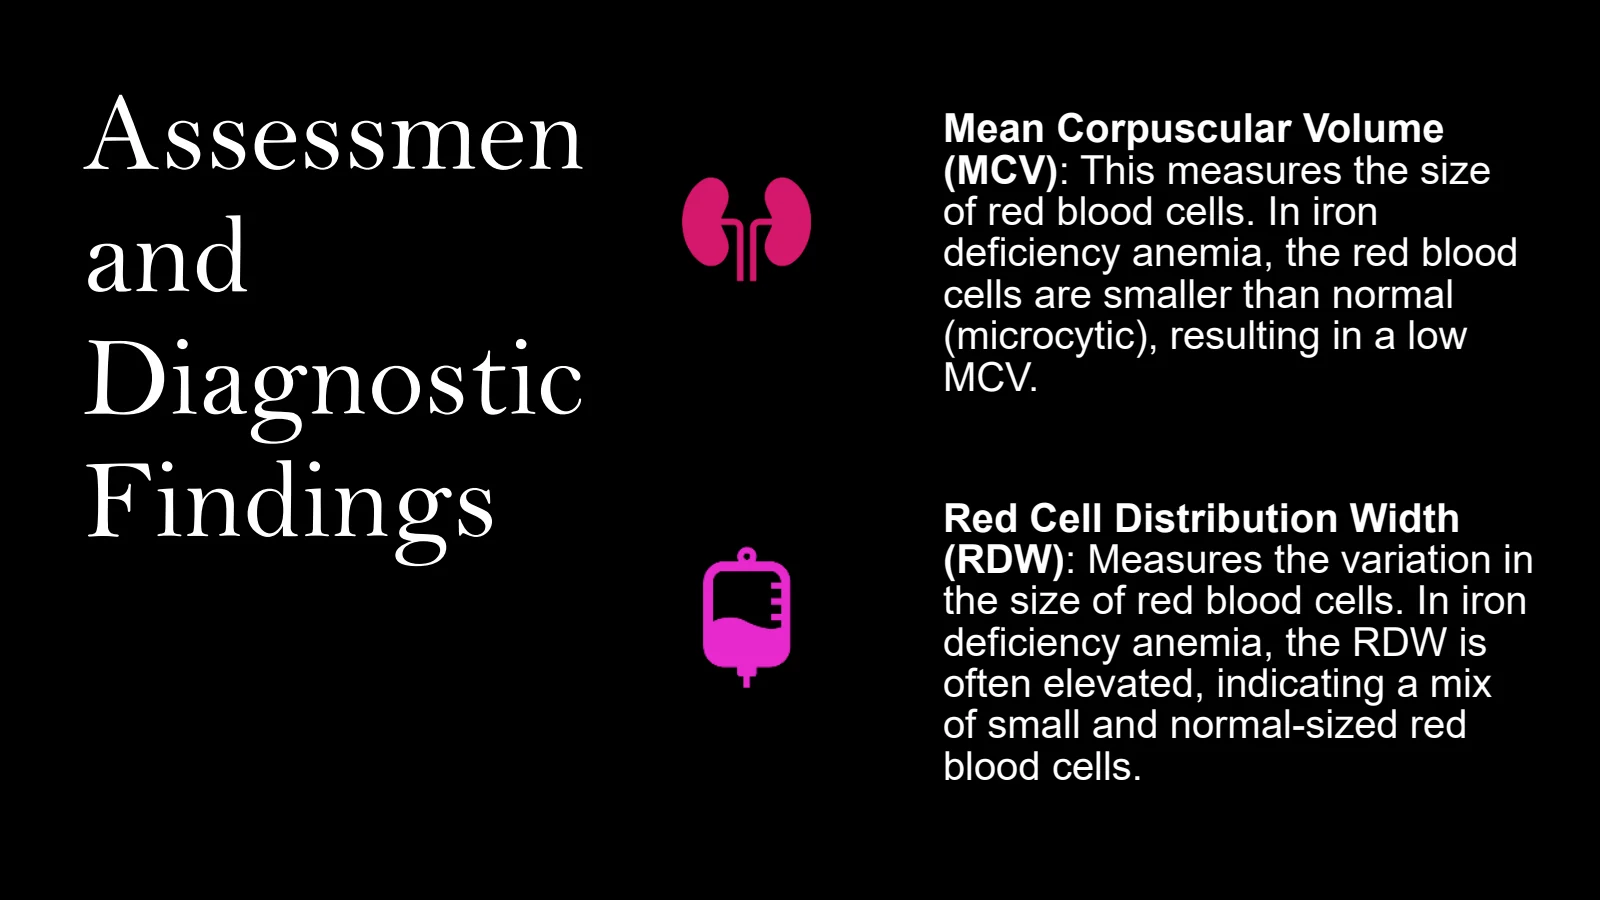 Assessmen
and
Diagnostic
Findings
Mean Corpuscular Volume
(MCV): This measures the size
of red blood cells. In iron
deficiency anemia, the red blood
cells are smaller than normal
(microcytic), resulting in a low
MCV.
Red Cell Distribution Width
(RDW): Measures the variation in
the size of red blood cells. In iron
deficiency anemia, the RDW is
often elevated, indicating a mix
of small and normal-sized red
blood cells.